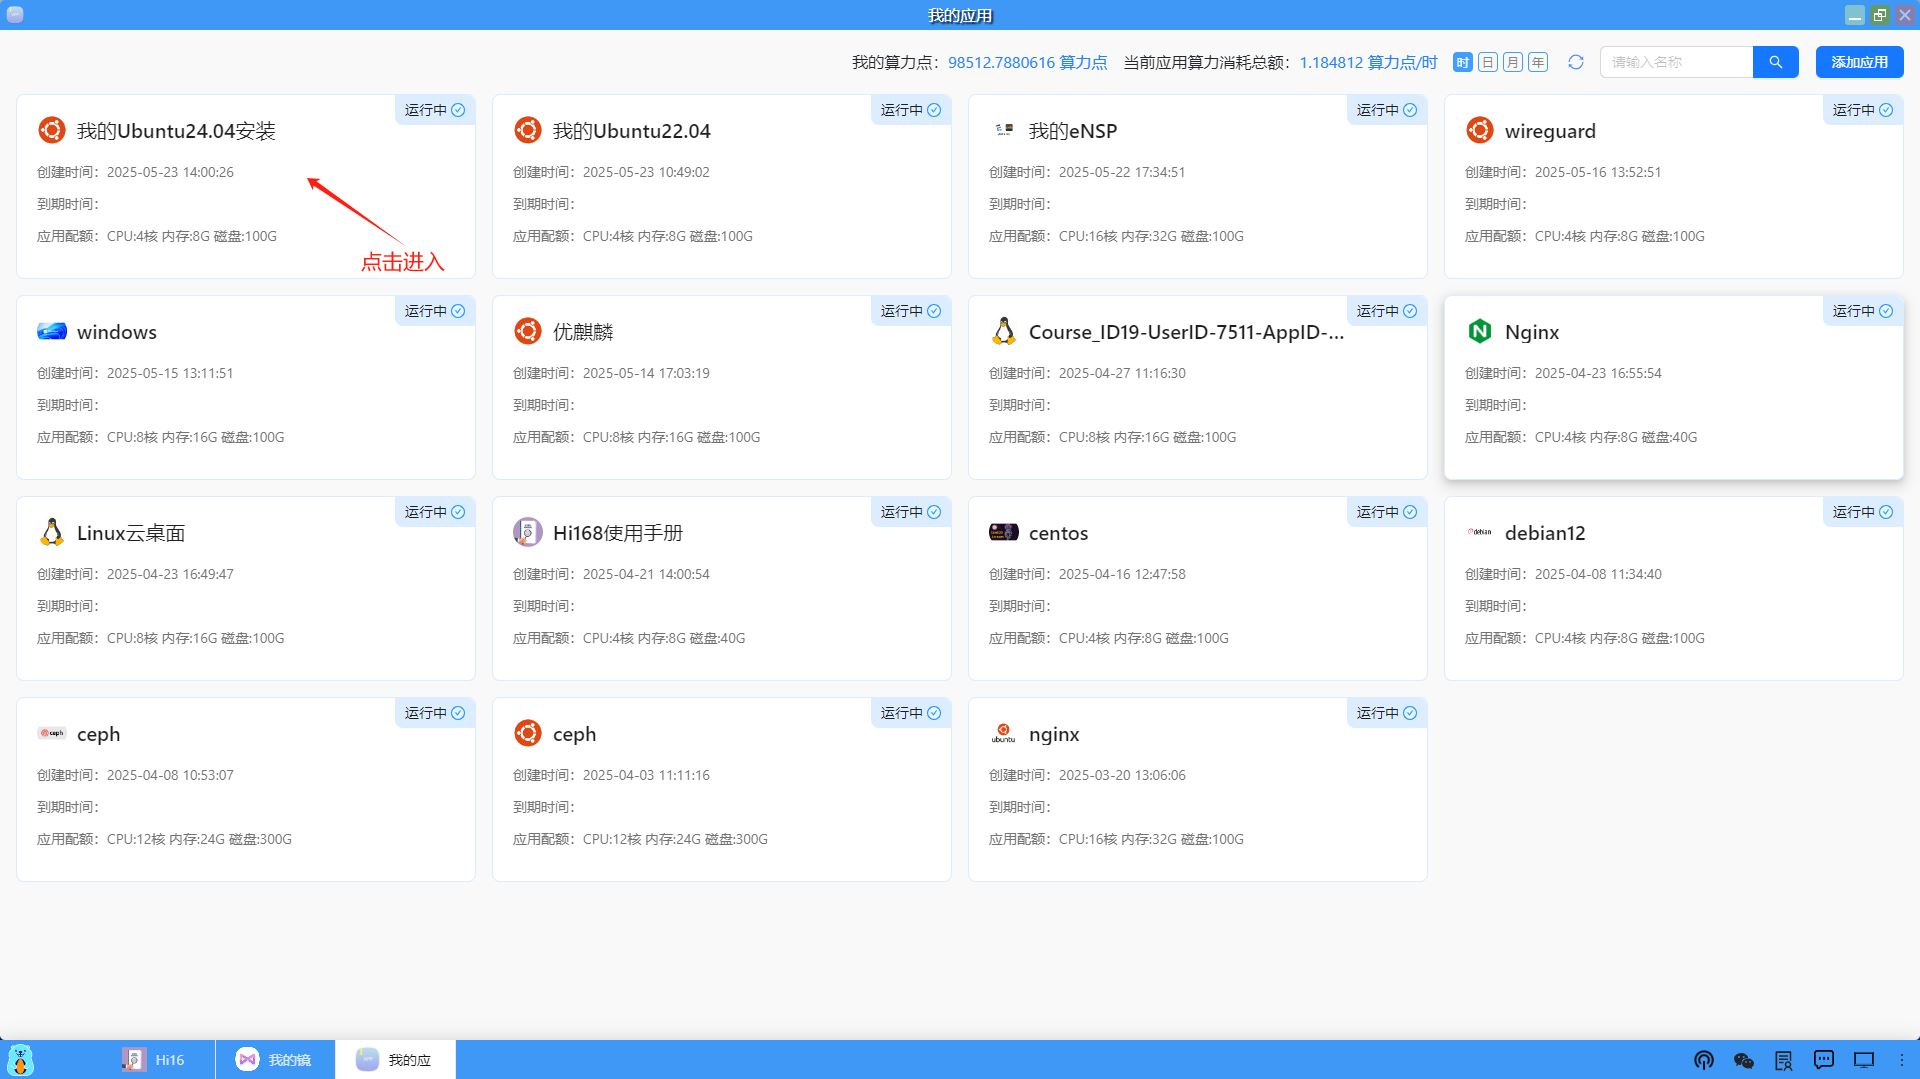 我的应用
我的算力点：98512.7880616 算力点 当前应用算力消耗总额：1.184812 算力点/时 时 日 月 年 请输入名称 添加应用
运行中
我的Ubuntu24.04安装
创建时间：2025-05-23 14:00:26
到期时间：
应用配额：CPU:4核 内存:8G 磁盘:100G
点击进入
运行中
我的Ubuntu22.04
创建时间：2025-05-23 10:49:02
到期时间：
应用配额：CPU:4核 内存:8G 磁盘:100G
运行中
我的eNSP
创建时间：2025-05-22 17:34:51
到期时间：
应用配额：CPU:16核 内存:32G 磁盘:100G
运行中
wireguard
创建时间：2025-05-16 13:52:51
到期时间：
应用配额：CPU:4核 内存:8G 磁盘:100G
运行中
windows
创建时间：2025-05-15 13:11:51
到期时间：
应用配额：CPU:8核 内存:16G 磁盘:100G
运行中
优麒麟
创建时间：2025-05-14 17:03:19
到期时间：
应用配额：CPU:8核 内存:16G 磁盘:100G
运行中
Course_ID19-UserID-7511-AppID-...
创建时间：2025-04-27 11:16:30
到期时间：
应用配额：CPU:8核 内存:16G 磁盘:100G
运行中
Nginx
创建时间：2025-04-23 16:55:54
到期时间：
应用配额：CPU:4核 内存:8G 磁盘:40G
运行中
Linux云桌面
创建时间：2025-04-23 16:49:47
到期时间：
应用配额：CPU:8核 内存:16G 磁盘:100G
运行中
Hi168使用手册
创建时间：2025-04-21 14:00:54
到期时间：
应用配额：CPU:4核 内存:8G 磁盘:40G
运行中
centos
创建时间：2025-04-16 12:47:58
到期时间：
应用配额：CPU:4核 内存:8G 磁盘:100G
运行中
debian
debian12
创建时间：2025-04-08 11:34:40
到期时间：
应用配额：CPU:4核 内存:8G 磁盘:100G
运行中
ceph
ceph
创建时间：2025-04-08 10:53:07
到期时间：
应用配额：CPU:12核 内存:24G 磁盘:300G
运行中
ceph
创建时间：2025-04-03 11:11:16
到期时间：
应用配额：CPU:12核 内存:24G 磁盘:300G
运行中
ubuntu
nginx
创建时间：2025-03-20 13:06:06
到期时间：
应用配额：CPU:16核 内存:32G 磁盘:100G
Hi16 我的镜 我的应